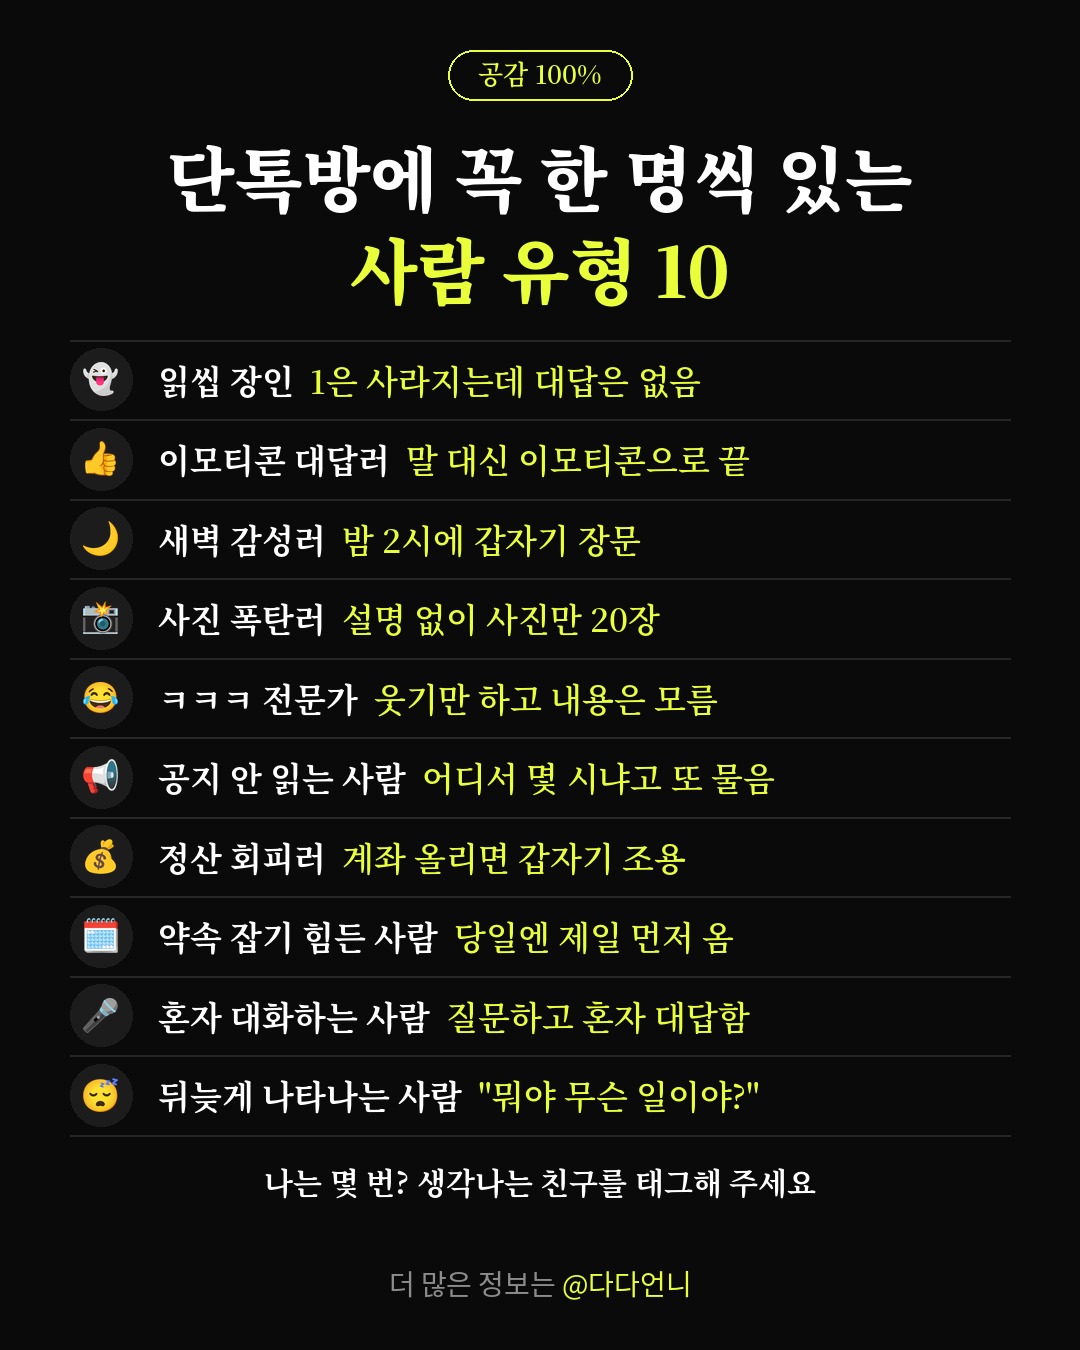 공감 100%
단톡방에 꼭 한 명씩 있는
사람 유형 10
읽씹 장인 1은 사라지는데 대답은 없음
이모티콘 대답러 말 대신 이모티콘으로 끝
새벽 감성러 밤 2시에 갑자기 장문
사진 폭탄러 설명 없이 사진만 20장
ㅋㅋㅋ 전문가 웃기만 하고 내용은 모름
공지 안 읽는 사람 어디서 몇 시냐고 또 물음
정산 회피러 계좌 올리면 갑자기 조용
약속 잡기 힘든 사람 당일엔 제일 먼저 옴
혼자 대화하는 사람 질문하고 혼자 대답함
뒤늦게 나타나는 사람 "뭐야 무슨 일이야?"
나는 몇 번? 생각나는 친구를 태그해 주세요
더 많은 정보는 @다다언니